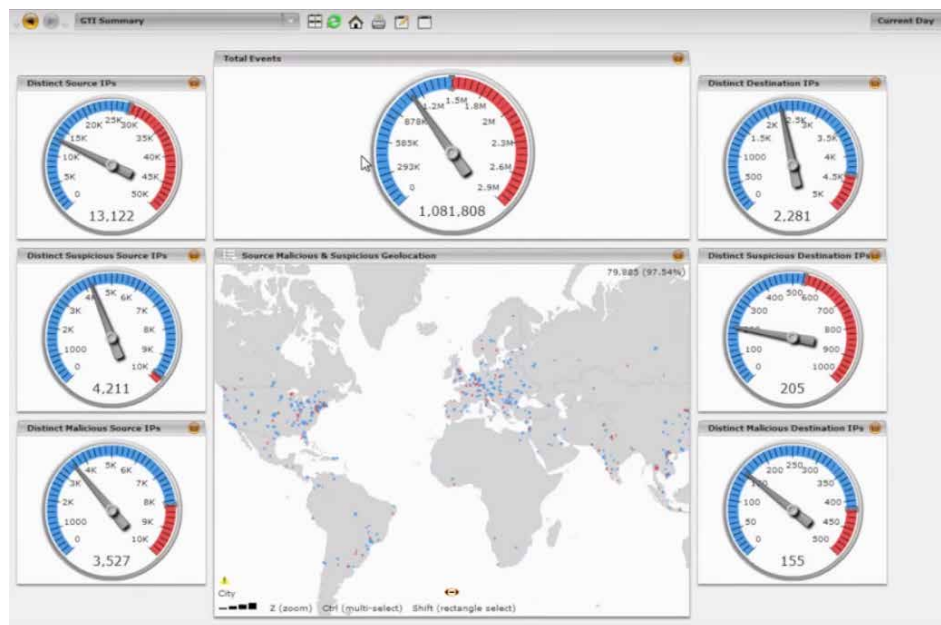 GTI Summary
Current Day
Total Events
Distinct Source IPs
Distinct Destination IPs
0
5K
10K
15K
20K
25K
30K
35K
40K
45K
50K
13,122
0
293K
585K
878K
1.2M
1.5M
1.8M
2M
2.3M
2.6M
2.9M
1,081,808
0
500
1000
1.5K
2K
2.5K
3K
3.5K
4K
4.5K
5K
2,281
Distinct Suspicious Source IPs
Source Malicious & Suspicious Geolocation
Distinct Suspicious Destination IPs
79,885 (97.54%)
0
1000
2K
3K
4K
5K
6K
7K
8K
9K
10K
4,211
0
100
300
400
500
600
700
800
900
1000
205
Distinct Malicious Source IPs
Distinct Malicious Destination IPs
0
1000
2K
3K
4K
5K
6K
7K
8K
9K
10K
3,527
0
50
100
200
250
300
350
400
450
500
155
City
Z (zoom) Ctrl (multi-select) Shift (rectangle select)